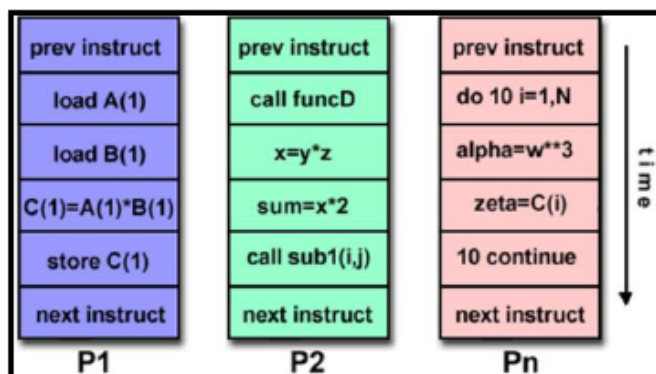 prev instruct
load A(1)
load B(1)
C(1)=A(1)*B(1)
store C(1)
next instruct
P1
prev instruct
call funcD
x=y*z
sum=x*2
call sub1(i,j)
next instruct
P2
prev instruct
do 10 i=1,N
alpha=w**3
zeta=C(i)
10 continue
next instruct
Pn
time